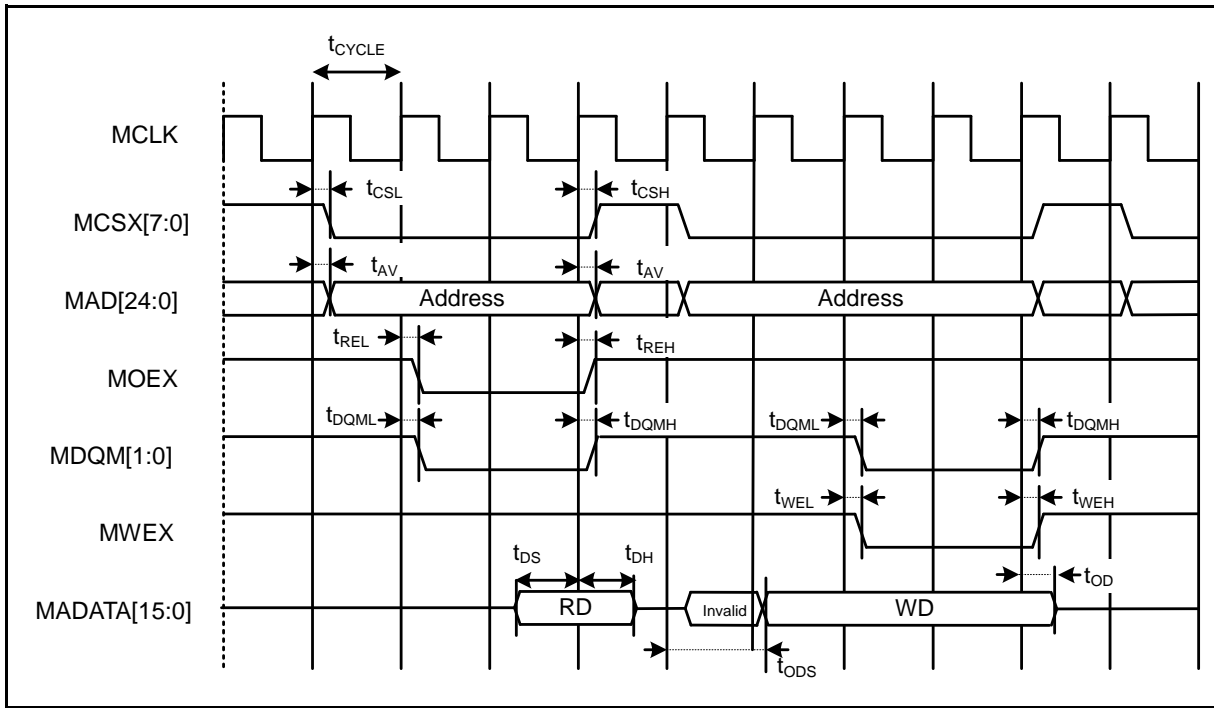 tCYCLE
MCLK
tCSL tCSH
MCSX[7:0]
tAV tAV
MAD[24:0] Address Address
tREL tREH
MOEX
tDQML tDQMH tDQML tDQMH
MDQM[1:0]
tWEL tWEH
MWEX
tDS tDH
tOD
MADATA[15:0] RD Invalid WD
tODS